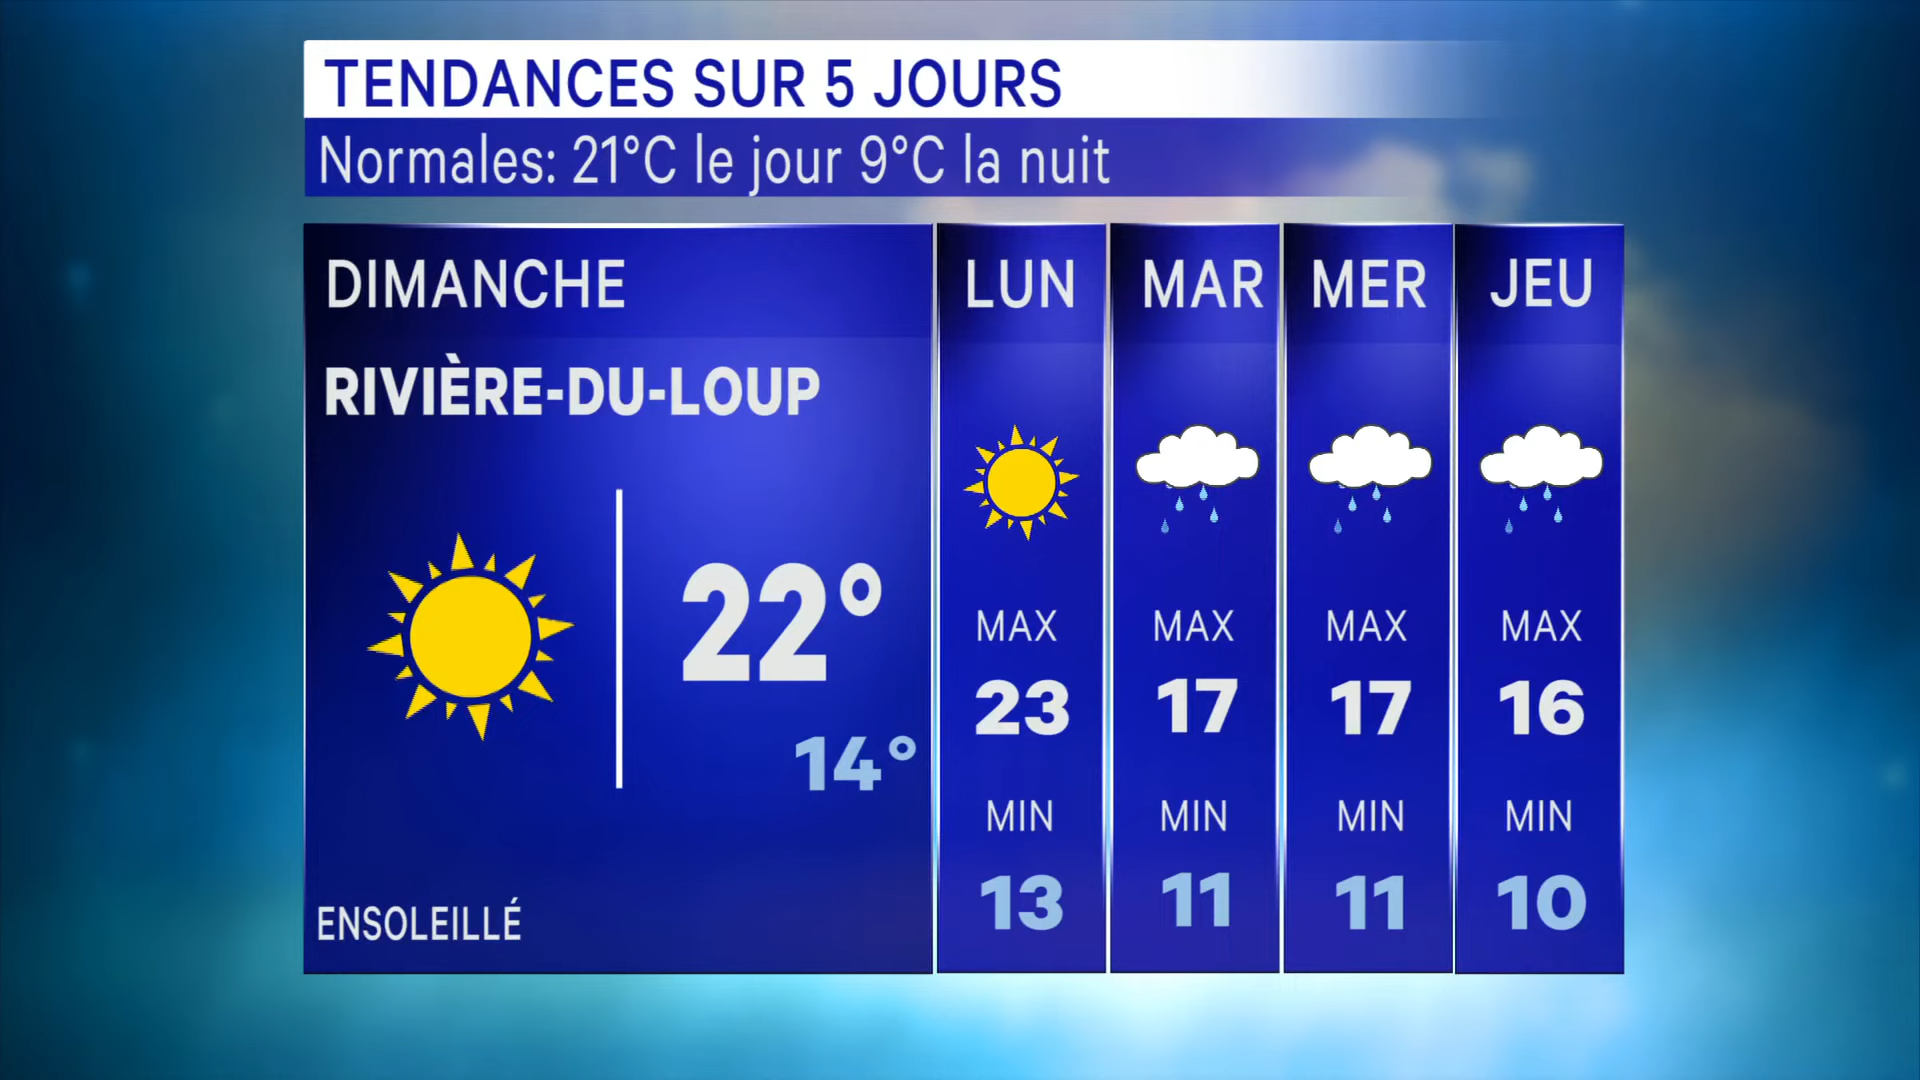 TENDANCES SUR 5 JOURS
Normales: 21°C le jour 9°C la nuit
DIMANCHE
RIVIÈRE-DU-LOUP
22°
14°
ENSOLEILLÉ
LUN
MAX
23
MIN
13
MAR
MAX
17
MIN
11
MER
MAX
17
MIN
11
JEU
MAX
16
MIN
10